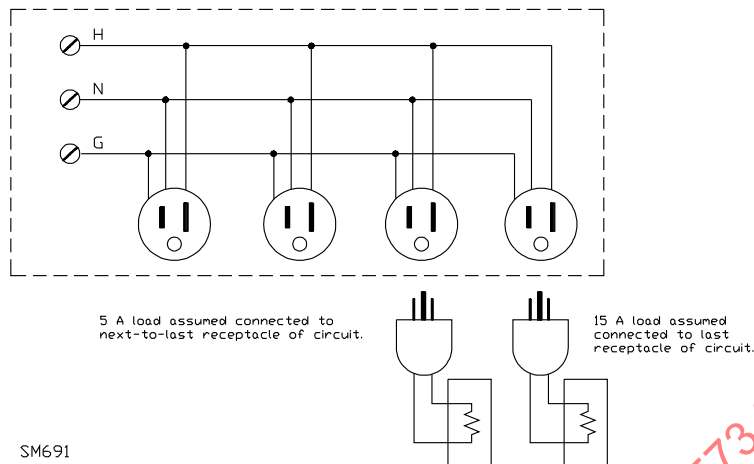 H
N
G
5 A load assumed connected to
next-to-last receptacle of circuit.
15 A load assumed
connected to last
receptacle of circuit.
SM691
573